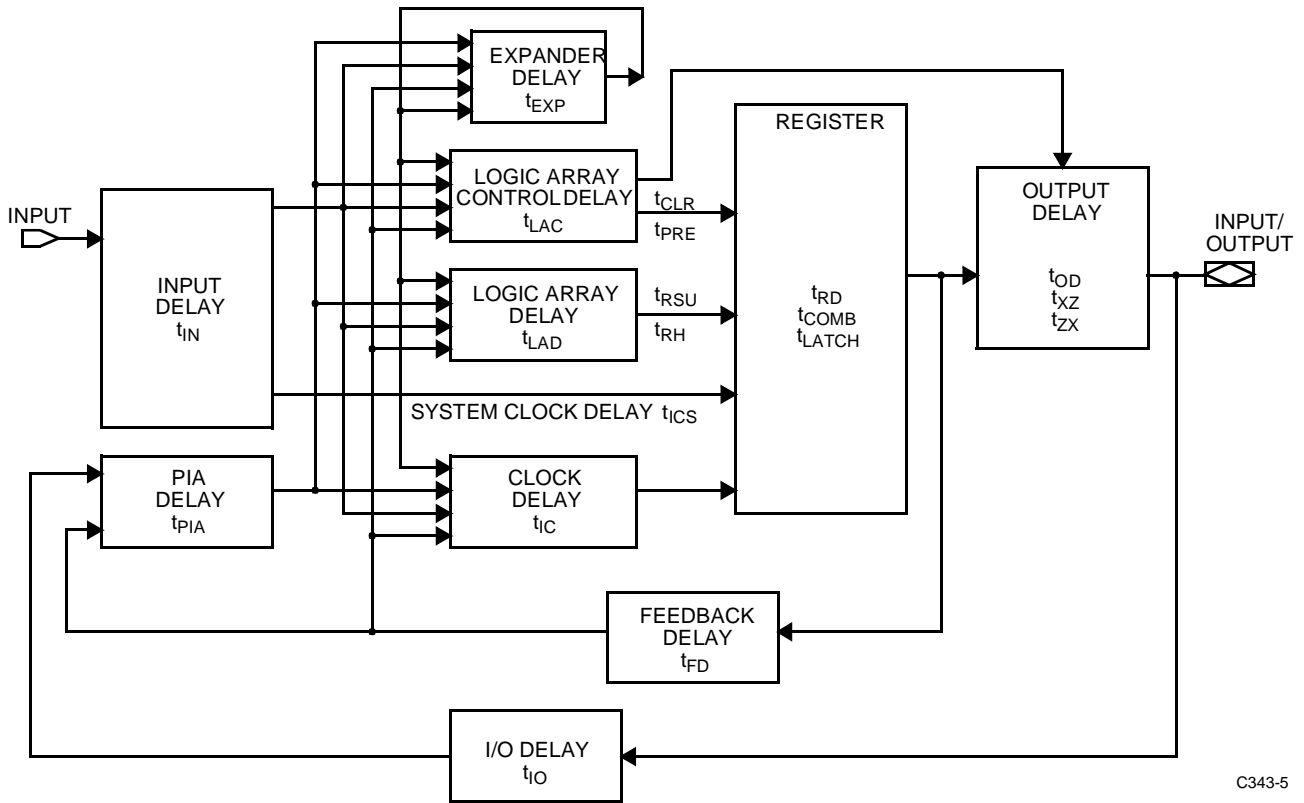 EXPANDER
DELAY
tEXP
REGISTER
LOGIC ARRAY
CONTROLDELAY
tLAC
tCLR
tPRE
OUTPUT
DELAY
tOD
tXZ
tZX
INPUT
INPUT/
OUTPUT
INPUT
DELAY
tIN
LOGIC ARRAY
DELAY
tLAD
tRSU
tRH
tRD
tCOMB
tLATCH
SYSTEM CLOCK DELAY tICS
PIA
DELAY
tPIA
CLOCK
DELAY
tIC
FEEDBACK
DELAY
tFD
I/O DELAY
tIO
C343-5